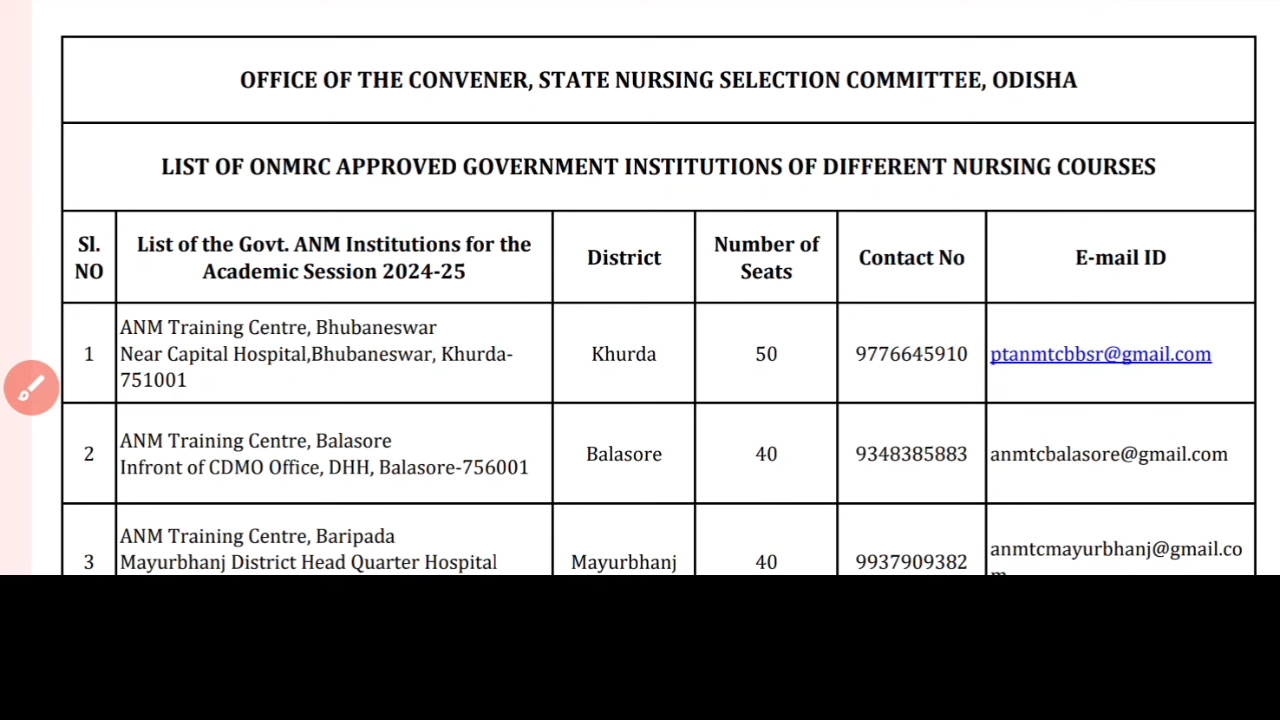 OFFICE OF THE CONVENER, STATE NURSING SELECTION COMMITTEE, ODISHA
LIST OF ONMRC APPROVED GOVERNMENT INSTITUTIONS OF DIFFERENT NURSING COURSES
Sl.
NO
List of the Govt. ANM Institutions for the
Academic Session 2024-25
District
Number of
Seats
Contact No
E-mail ID
1
ANM Training Centre, Bhubaneswar
Near Capital Hospital,Bhubaneswar, Khurda-
751001
Khurda
50
9776645910
ptanmtcbbsr@gmail.com
2
ANM Training Centre, Balasore
Infront of CDMO Office, DHH, Balasore-756001
Balasore
40
9348385883
anmtcbalasore@gmail.com
3
ANM Training Centre, Baripada
Mayurbhanj District Head Quarter Hospital
Mayurbhanj
40
9937909382
anmtcmayurbhanj@gmail.co
m